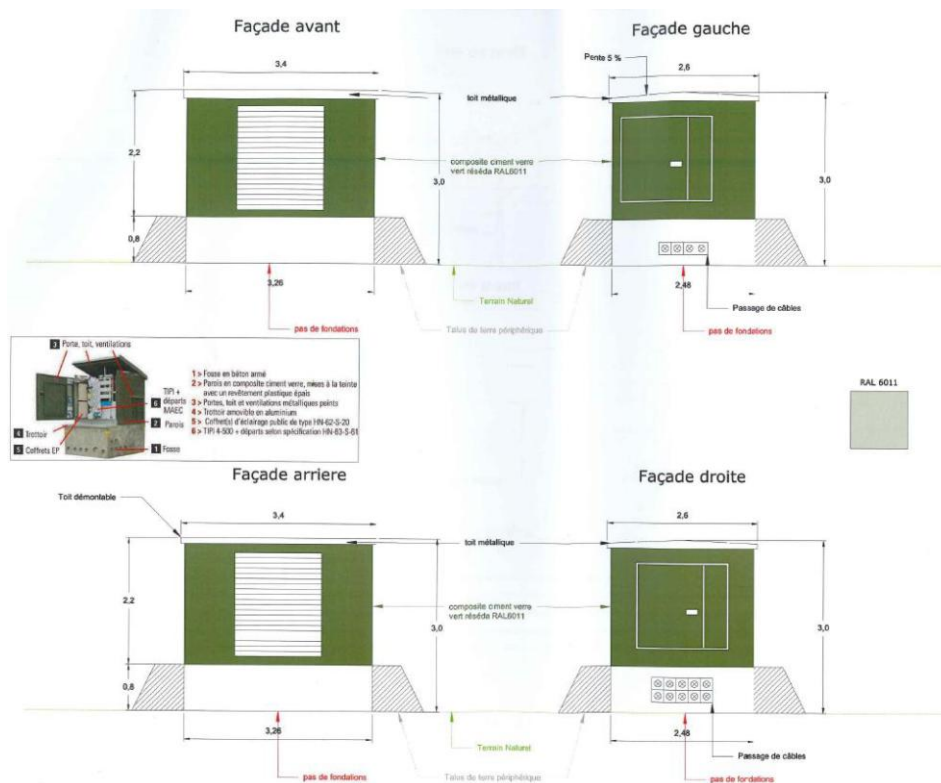 Façade avant
Façade gauche
3,4
Pente 5 %
2,6
toit métallique
2,2
3,0
composite ciment verre
vert réséda RAL6011
3,0
0,8
3,26
2,48
Terrain Naturel
Passage de câbles
pas de fondations
Talus de terre périphérique
pas de fondations
3 Porte, toit, ventilations
TIPI +
départs
MAEC
6
2 Parois
4 Trottoir
5 Coffrets EP
1 Fosse
1 > Fosse en béton armé
2 > Parois en composite ciment verre, mises à la teinte
avec un revêtement plastique épais
3 > Portes, toit et ventilations métalliques peints
4 > Trottoir amovible en aluminium
5 > Coffret(s) d'éclairage public de type HN-62-S-20
6 > TIPI 4-500 + départs selon spécification HN-63-S-61
RAL 6011
Façade arriere
Façade droite
Toit démontable
3,4
2,6
toit métallique
2,2
3,0
composite ciment verre
vert réséda RAL6011
3,0
0,8
3,26
2,48
Terrain Naturel
Passage de câbles
pas de fondations
Talus de terre périphérique
pas de fondations